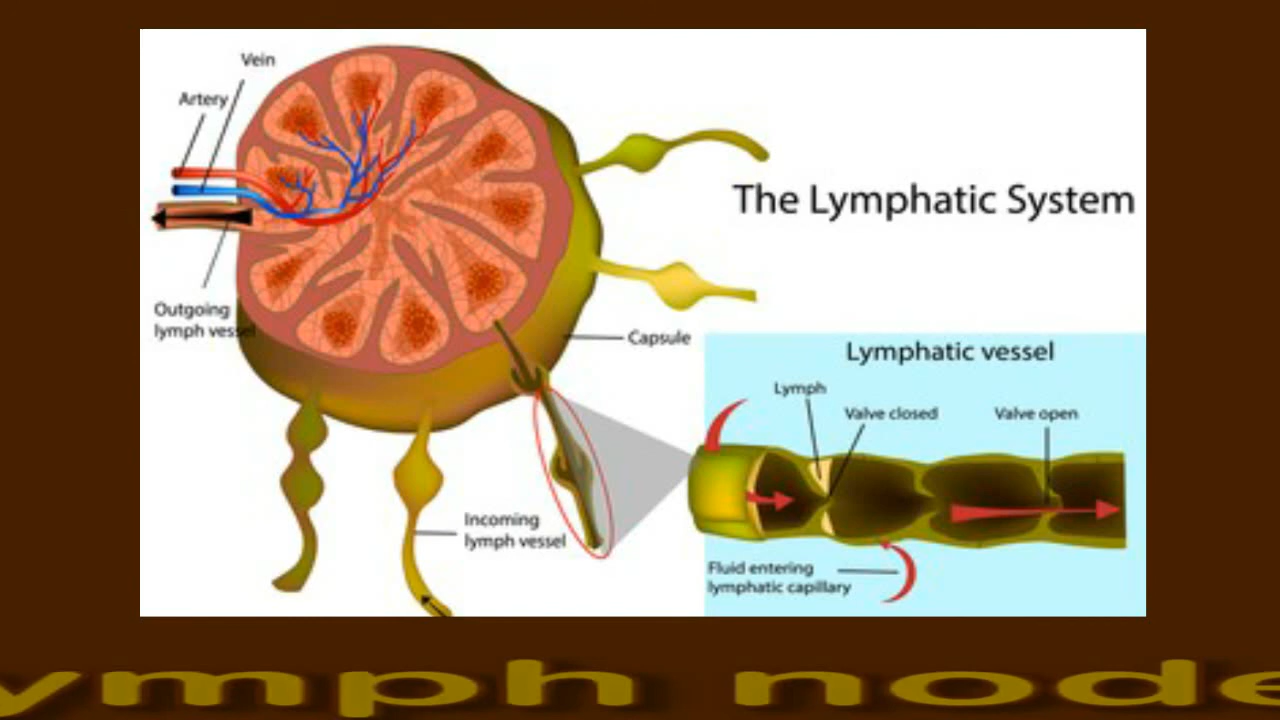 Vein
Artery
The Lymphatic System
Outgoing
lymph vessel
Capsule
Lymphatic vessel
Lymph
Valve closed
Valve open
Incoming
lymph vessel
Fluid entering
lymphatic capillary
ymph node